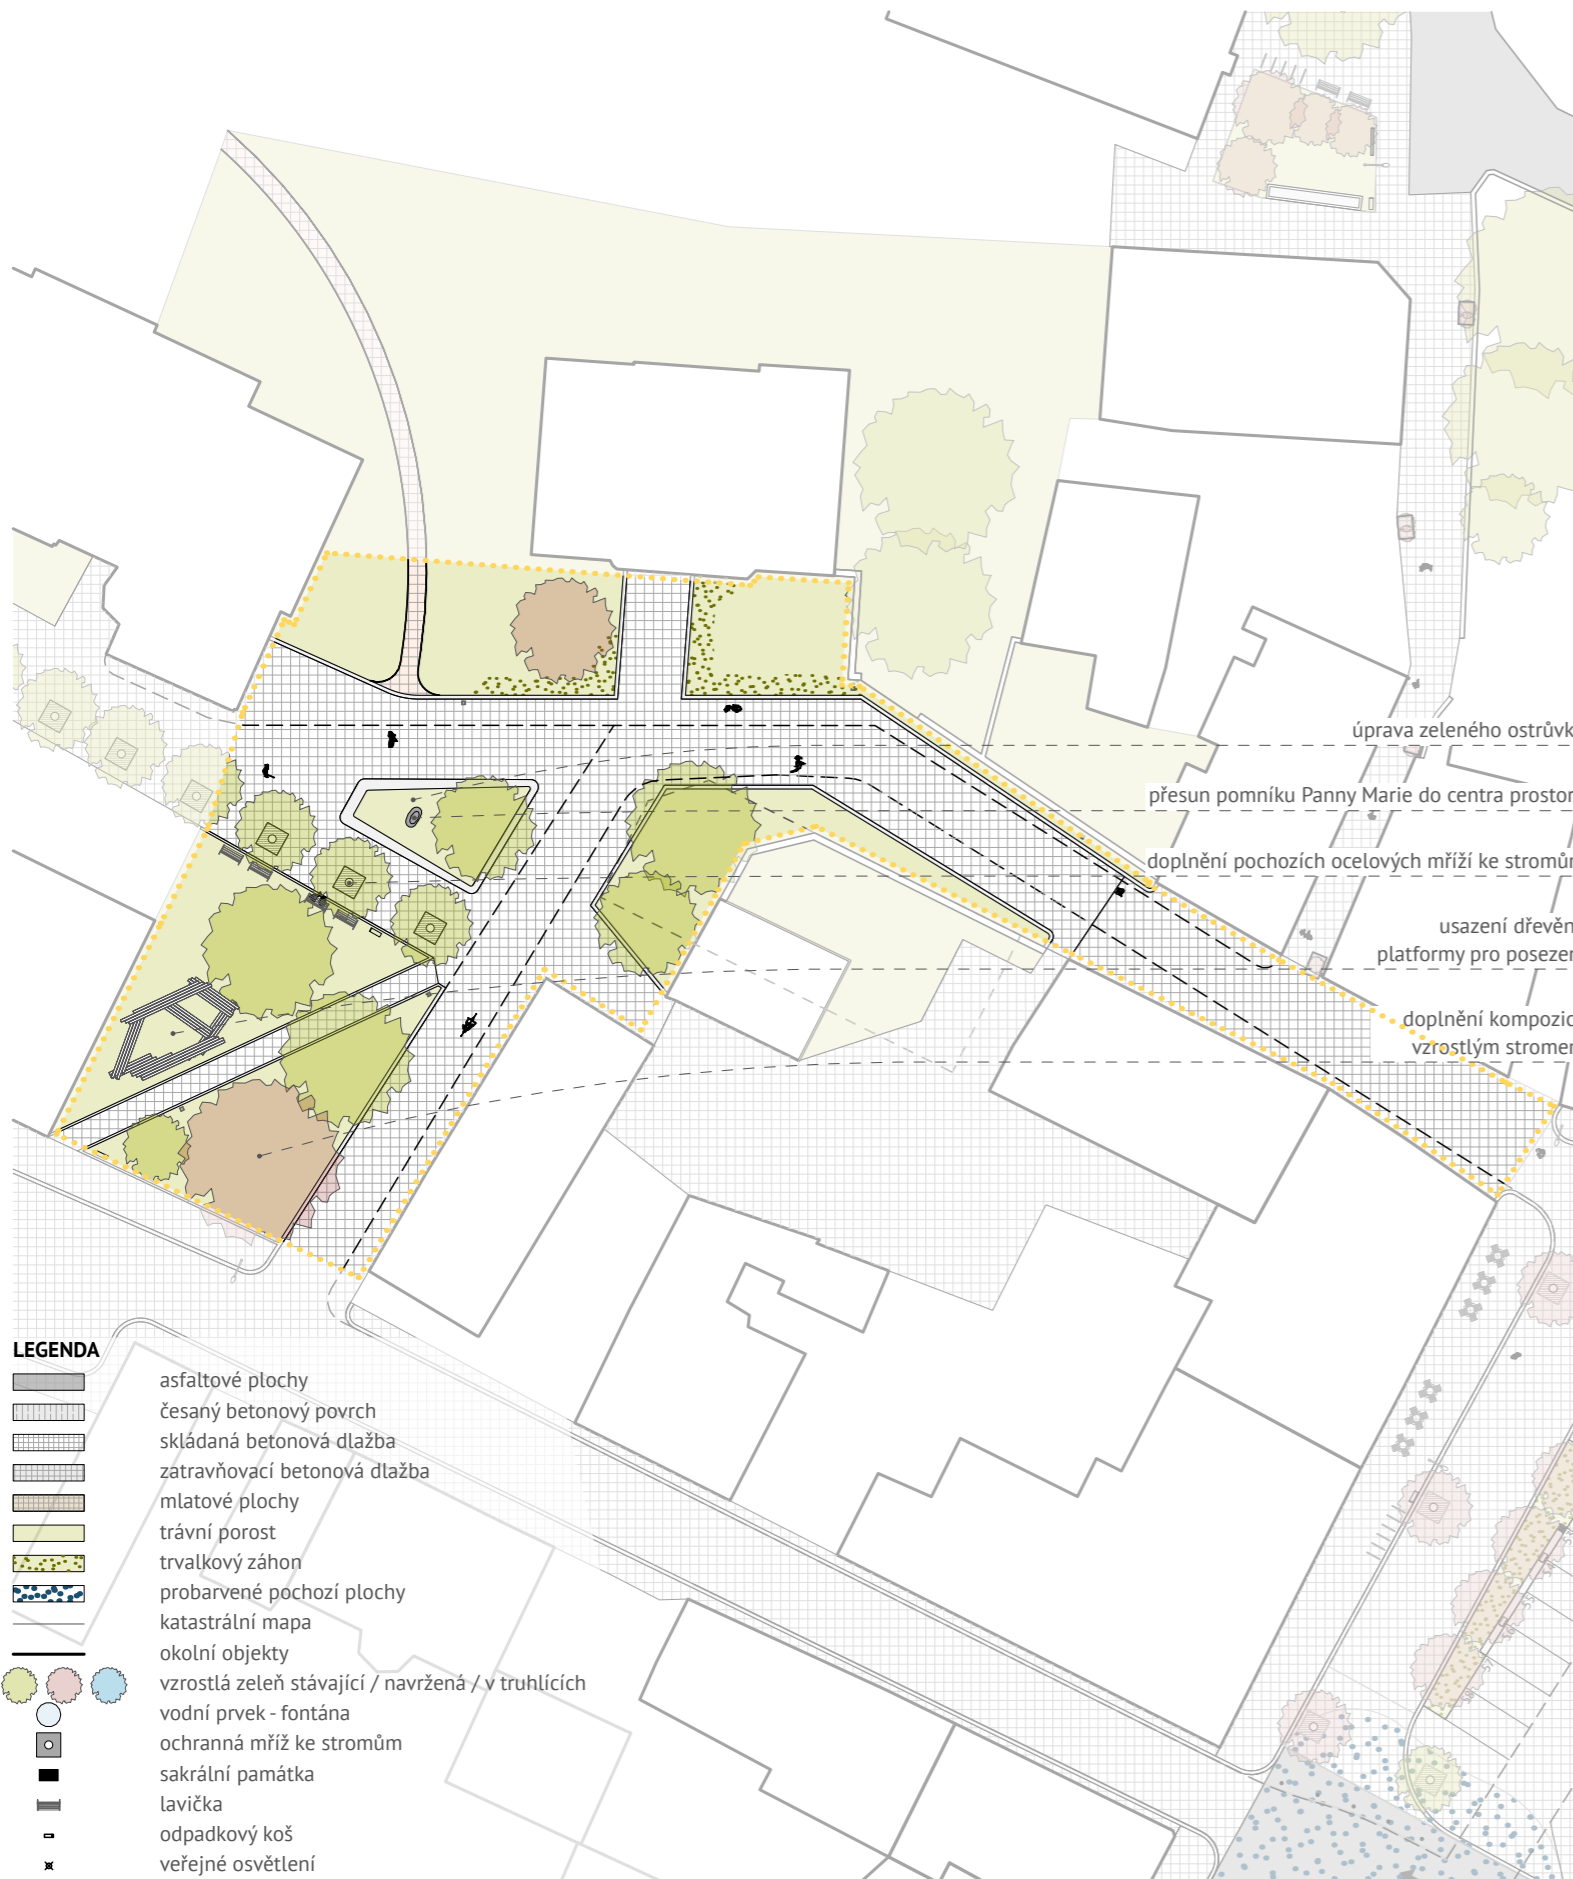 úprava zeleného ostrůvk
přesun pomníku Panny Marie do centra prostor
doplnění pochozích ocelových mříží ke stromům
usazení dřevěn
platformy pro posezen
doplnění kompozic
vzrostlým stromem
LEGENDA
asfaltové plochy
česaný betonový povrch
skládaná betonová dlažba
zatravňovací betonová dlažba
mlatové plochy
trávní porost
trvalkový záhon
probarvené pochozí plochy
katastrální mapa
okolní objekty
vzrostlá zeleň stávající / navržená / v truhlících
vodní prvek - fontána
ochranná mříž ke stromům
sakrální památka
lavička
odpadkový koš
veřejné osvětlení